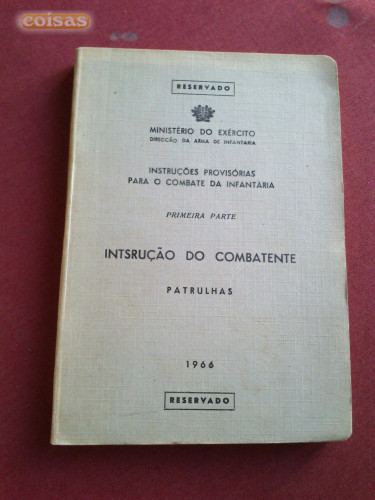 coisas
RESERVADO
MINISTÉRIO DO EXÉRCITO
DIRECÇÃO DA ARMA DE INFANTARIA
INSTRUÇÕES PROVISÓRIAS
PARA O COMBATE DA INFANTARIA
PRIMEIRA PARTE
INTSRUÇÃO DO COMBATENTE
PATRULHAS
1966
RESERVADO